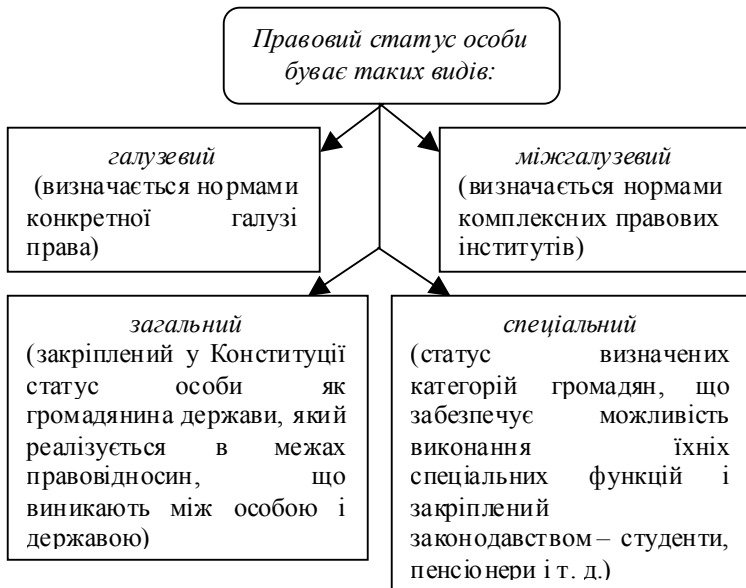 Правовий статус особи
буває таких видів:
галузевий
(визначається нормами
конкретної галузі
права)
міжгалузевий
(визначається нормами
комплексних правових
інститутів)
загальний
(закріплений у Конституції
статус особи як
громадянина держави, який
реалізується в межах
правовідносин, що
виникають між особою і
державою)
спеціальний
(статус визначених
категорій громадян, що
забезпечує можливість
виконання їхніх
спеціальних функцій і
закріплений
законодавством – студенти,
пенсіонери і т. д.)